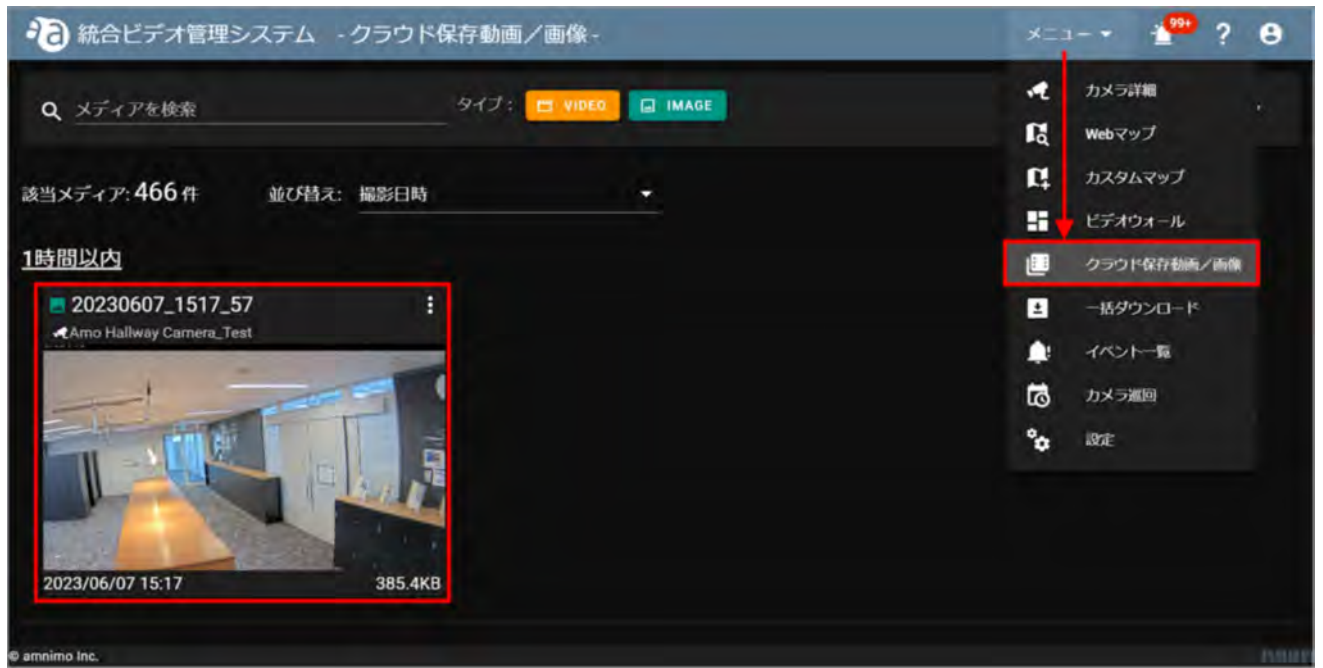 統合ビデオ管理システム - クラウド保存動画／画像 -
メニュー
99+
?
メディアを検索
タイプ :
VIDEO
IMAGE
該当メディア: 466 件
並び替え: 撮影日時
1時間以内
20230607_1517_57
Amo Hallway Camera_Test
2023/06/07 15:17
385.4KB
カメラ詳細
Webマップ
カスタムマップ
ビデオウォール
クラウド保存動画／画像
一括ダウンロード
イベント一覧
カメラ巡回
設定
© amnimo Inc.